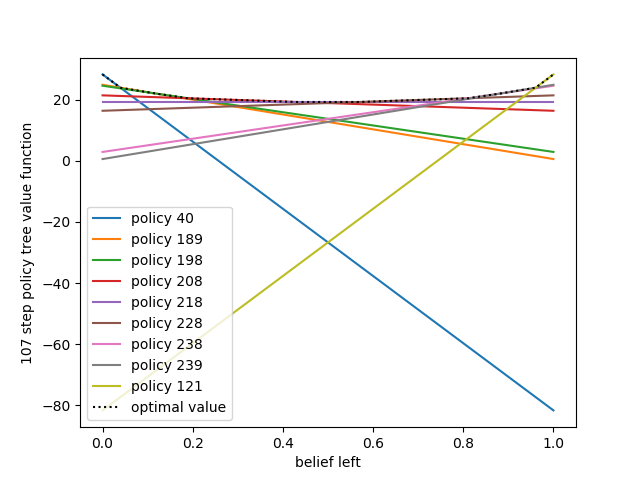 107 step policy tree value function
20
0
−20
−40
−60
−80
policy 40
policy 189
policy 198
policy 208
policy 218
policy 228
policy 238
policy 239
policy 121
optimal value
0.0 0.2 0.4 0.6 0.8 1.0
belief left